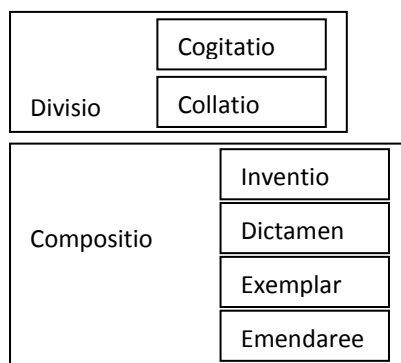 Cogitatio
Divisio
Collatio
Inventio
Compositio
Dictamen
Exemplar
Emendaree